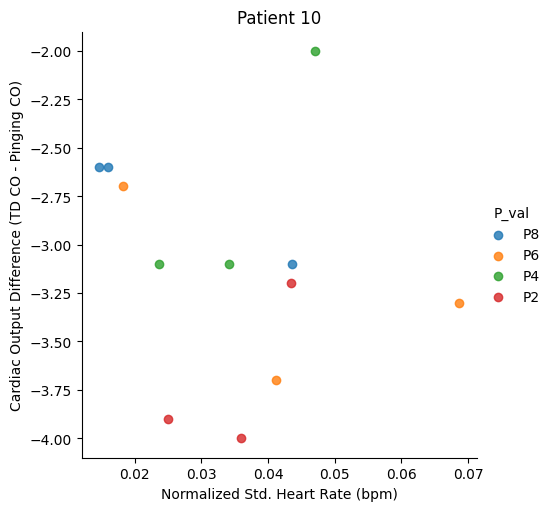 Patient 10
Cardiac Output Difference (TD CO - Pinging CO)
−2.00
−2.25
−2.50
−2.75
−3.00
−3.25
−3.50
−3.75
−4.00
0.02 0.03 0.04 0.05 0.06 0.07
Normalized Std. Heart Rate (bpm)
P_val
P8
P6
P4
P2